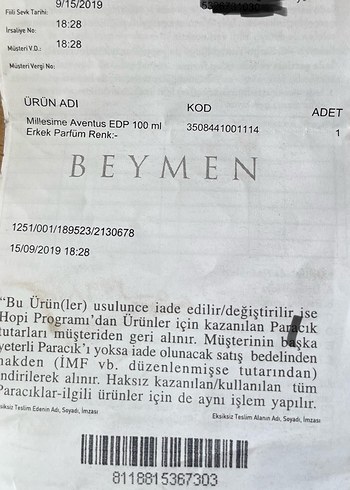 Fiili Sevk Tarihi: 9/15/2019
İrsaliye No: 18:28
Müşteri V.D.: 18:28
Müşteri Vergi No:
ÜRÜN ADI KOD ADET
Millesime Aventus EDP 100 ml 3508441001114 1
Erkek Parfüm Renk:-
BEYMEN
1251/001/189523/2130678
15/09/2019 18:28
“Bu Ürün(ler) usulunce iade edilir/değiştirilir ise
Hopi Programı’dan Ürünler için kazanılan Paracık
tutarları müşteriden geri alınır. Müşterinin başka
yeterli Paracık’ı yoksa iade olunacak satış bedelinden
nakden (İMF vb. düzenlenmişse tutarından)
indirilerek alınır. Haksız kazanılan/kullanılan tüm
Paracıklar-ilgili ürünler için de aynı işlem yapılır.
Eksiksiz Teslim Edenin Adı, Soyadı, İmzası Eksiksiz Teslim Alanın Adı, Soyadı, İmzası
8118815367303